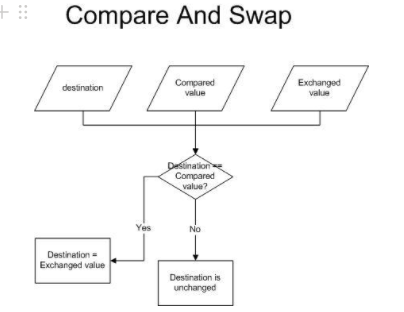 Compare And Swap
destination
Compared
value
Exchanged
value
Destination ==
Compared
value?
Yes
No
Destination =
Exchanged value
Destination is
unchanged